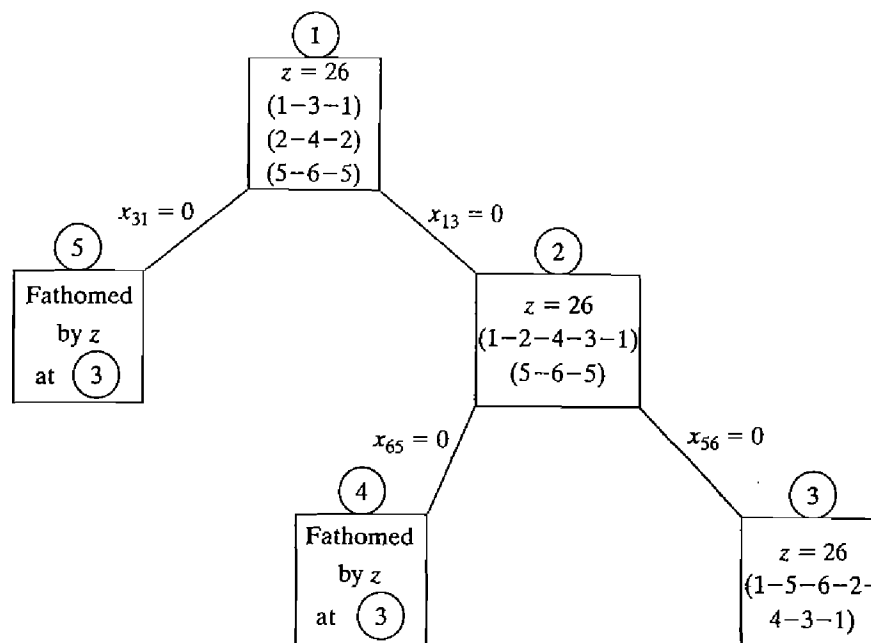 1
z = 26
(1-3-1)
(2-4-2)
(5-6-5)
x₃₁ = 0
x₁₃ = 0
5
Fathomed
by z
at 3
2
z = 26
(1-2-4-3-1)
(5-6-5)
x₆₅ = 0
x₅₆ = 0
4
Fathomed
by z
at 3
3
z = 26
(1-5-6-2-
4-3-1)